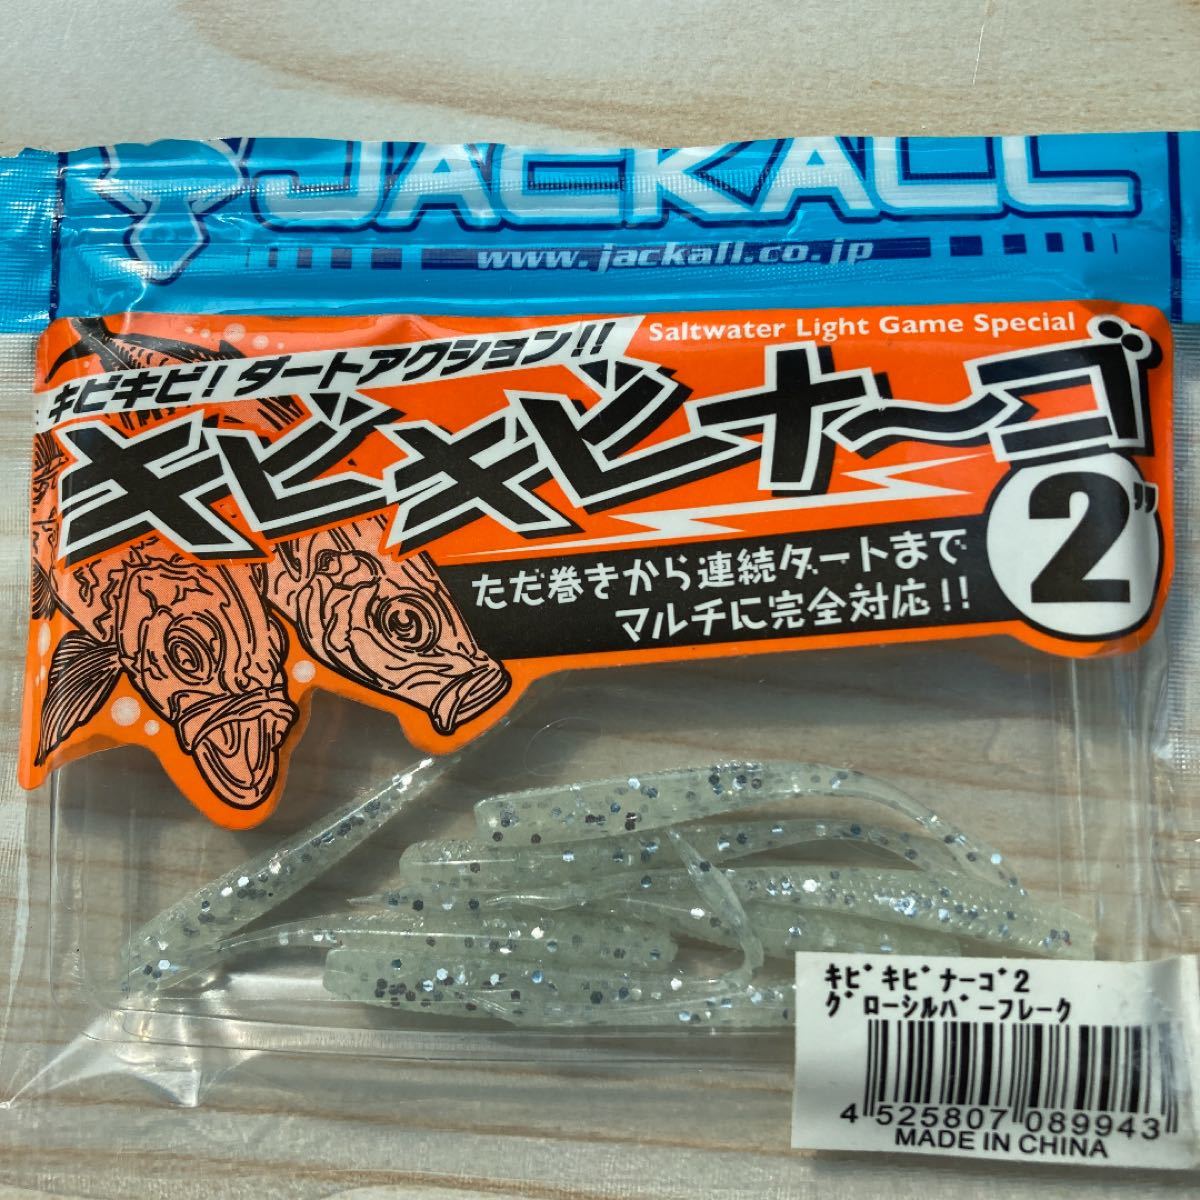 JACKALL
www.jackall.co.jp
Saltwater Light Game Special
キビキビ!ダートアクション!!
キビキビナ〜ゴ2”
ただ巻きから連続ダートまで
マルチに完全対応!!
ｷﾋﾞｷﾋﾞﾅｰｺﾞ2
ｸﾞﾛｰｼﾙﾊﾞｰﾌﾚｰｸ
4 525807 089943
MADE IN CHINA